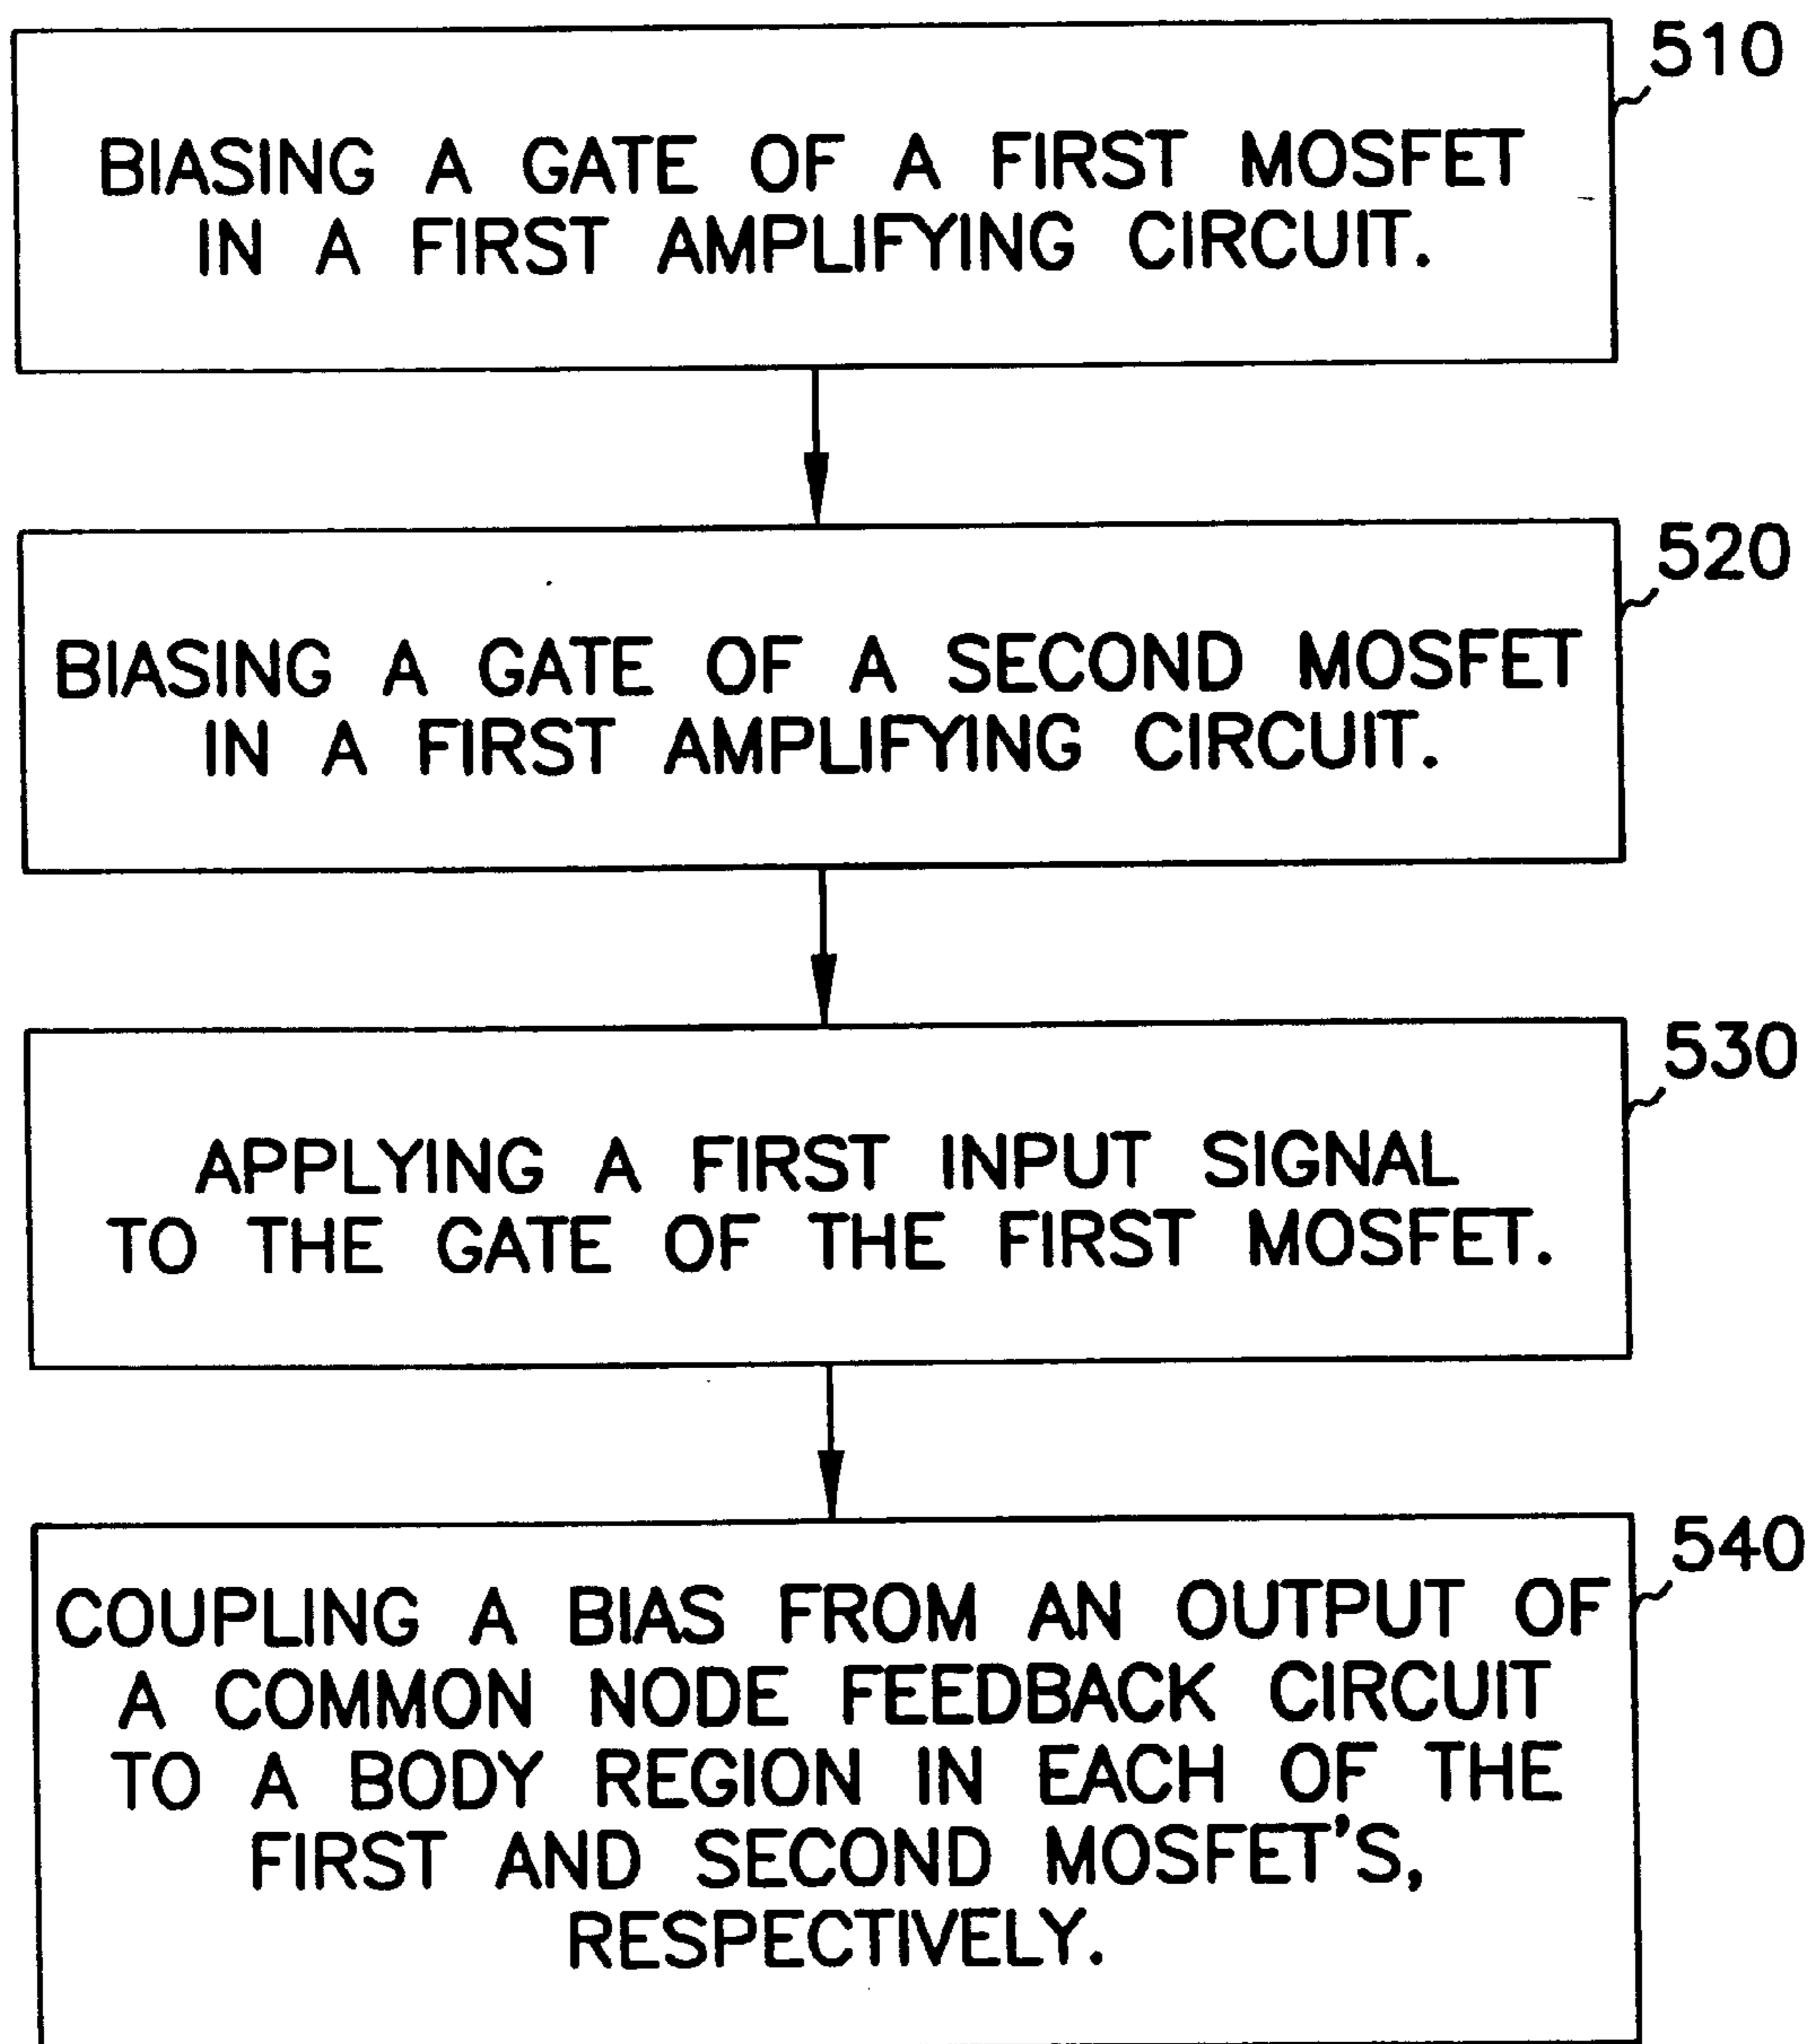 510
BIASING A GATE OF A FIRST MOSFET
IN A FIRST AMPLIFYING CIRCUIT.
520
BIASING A GATE OF A SECOND MOSFET
IN A FIRST AMPLIFYING CIRCUIT.
530
APPLYING A FIRST INPUT SIGNAL
TO THE GATE OF THE FIRST MOSFET.
540
COUPLING A BIAS FROM AN OUTPUT OF
A COMMON NODE FEEDBACK CIRCUIT
TO A BODY REGION IN EACH OF THE
FIRST AND SECOND MOSFET'S,
RESPECTIVELY.